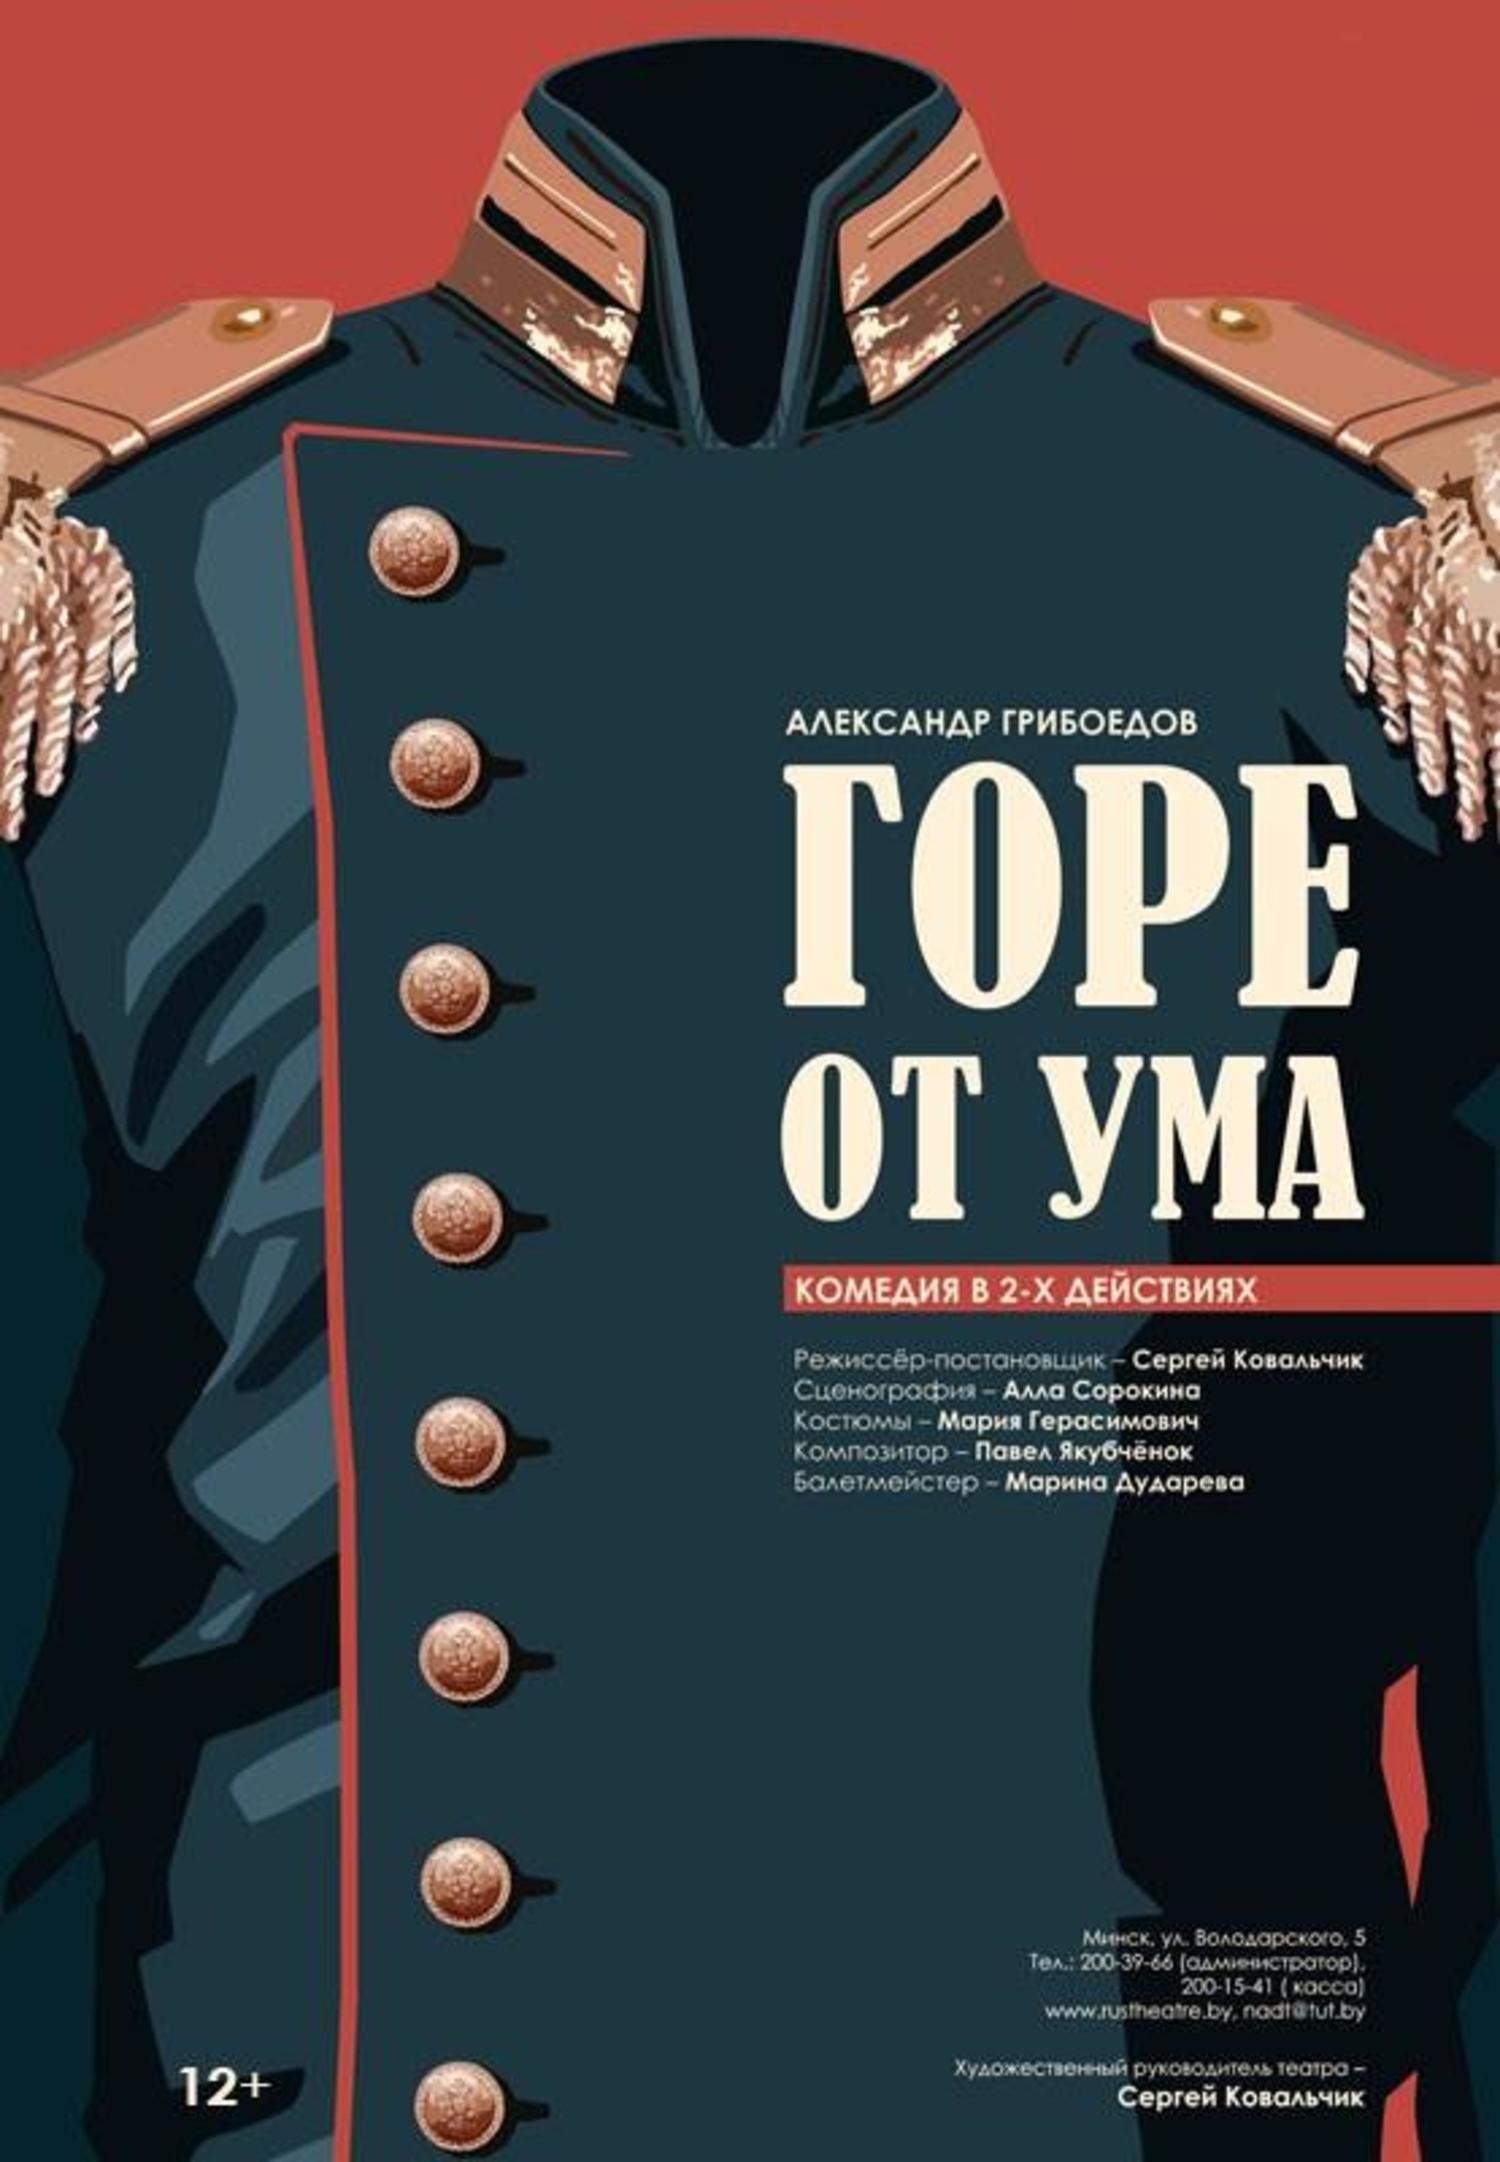 АЛЕКСАНДР ГРИБОЕДОВ
ГОРЕ
ОТ УМА
КОМЕДИЯ В 2-Х ДЕЙСТВИЯХ
Режиссёр-постановщик – Сергей Ковальчик
Сценография – Алла Сорокина
Костюмы – Мария Герасимович
Композитор – Павел Якубчёнок
Балетмейстер – Марина Дударева
Минск, ул. Володарского, 5
Тел.: 200-39-66 (администратор),
200-15-41 ( касса)
www.rustheatre.by, nadt@tut.by
Художественный руководитель театра –
Сергей Ковальчик
12+